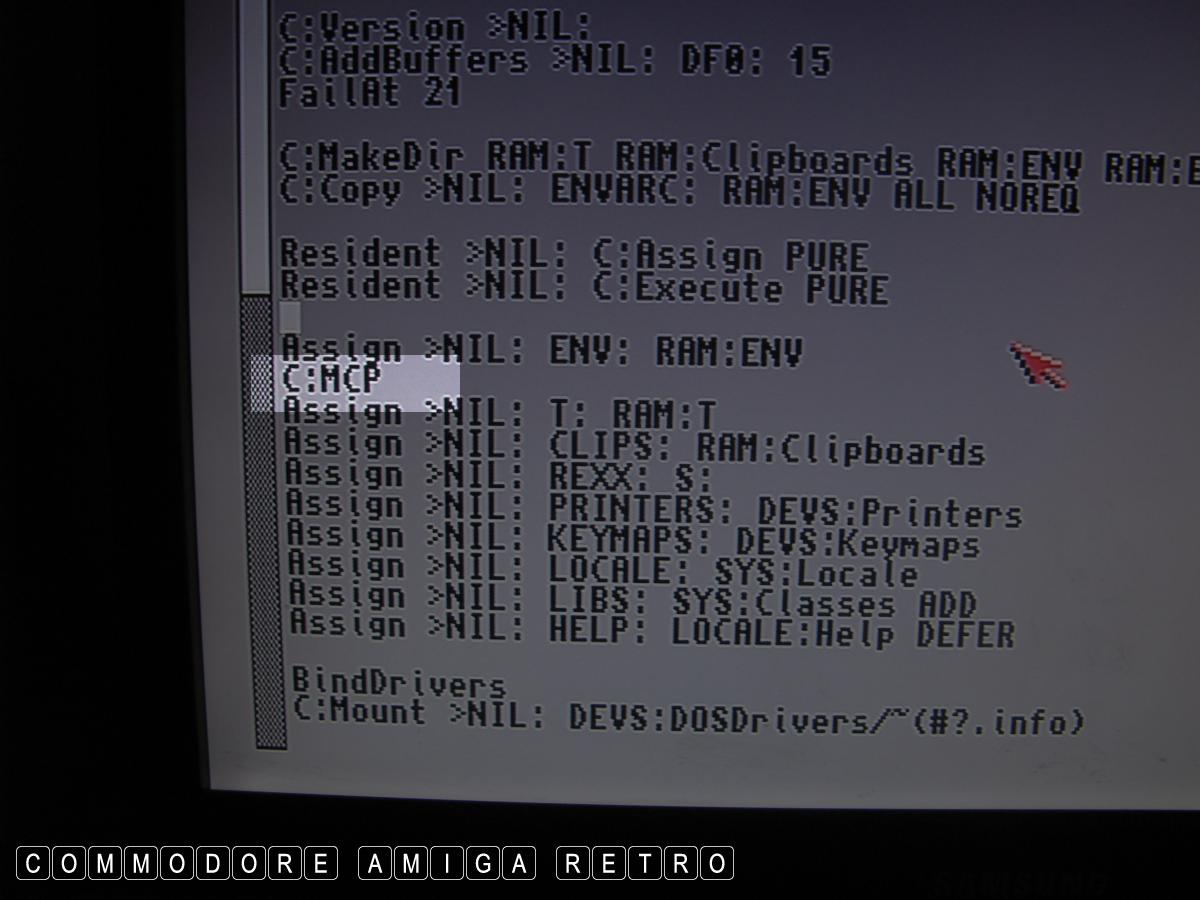 C:Version >NIL:
C:AddBuffers >NIL: DF0: 15
FailAt 21
C:MakeDir RAM:T RAM:Clipboards RAM:ENV RAM:E
C:Copy >NIL: ENVARC: RAM:ENV ALL NOREQ
Resident >NIL: C:Assign PURE
Resident >NIL: C:Execute PURE
Assign >NIL: ENV: RAM:ENV
C:MCP
Assign >NIL: T: RAM:T
Assign >NIL: CLIPS: RAM:Clipboards
Assign >NIL: REXX: S:
Assign >NIL: PRINTERS: DEVS:Printers
Assign >NIL: KEYMAPS: DEVS:Keymaps
Assign >NIL: LOCALE: SYS:Locale
Assign >NIL: LIBS: SYS:Classes ADD
Assign >NIL: HELP: LOCALE:Help DEFER
BindDrivers
C:Mount >NIL: DEVS:DOSDrivers/~(#?.info)
COMMODORE AMIGA RETRO
SAMSUNG